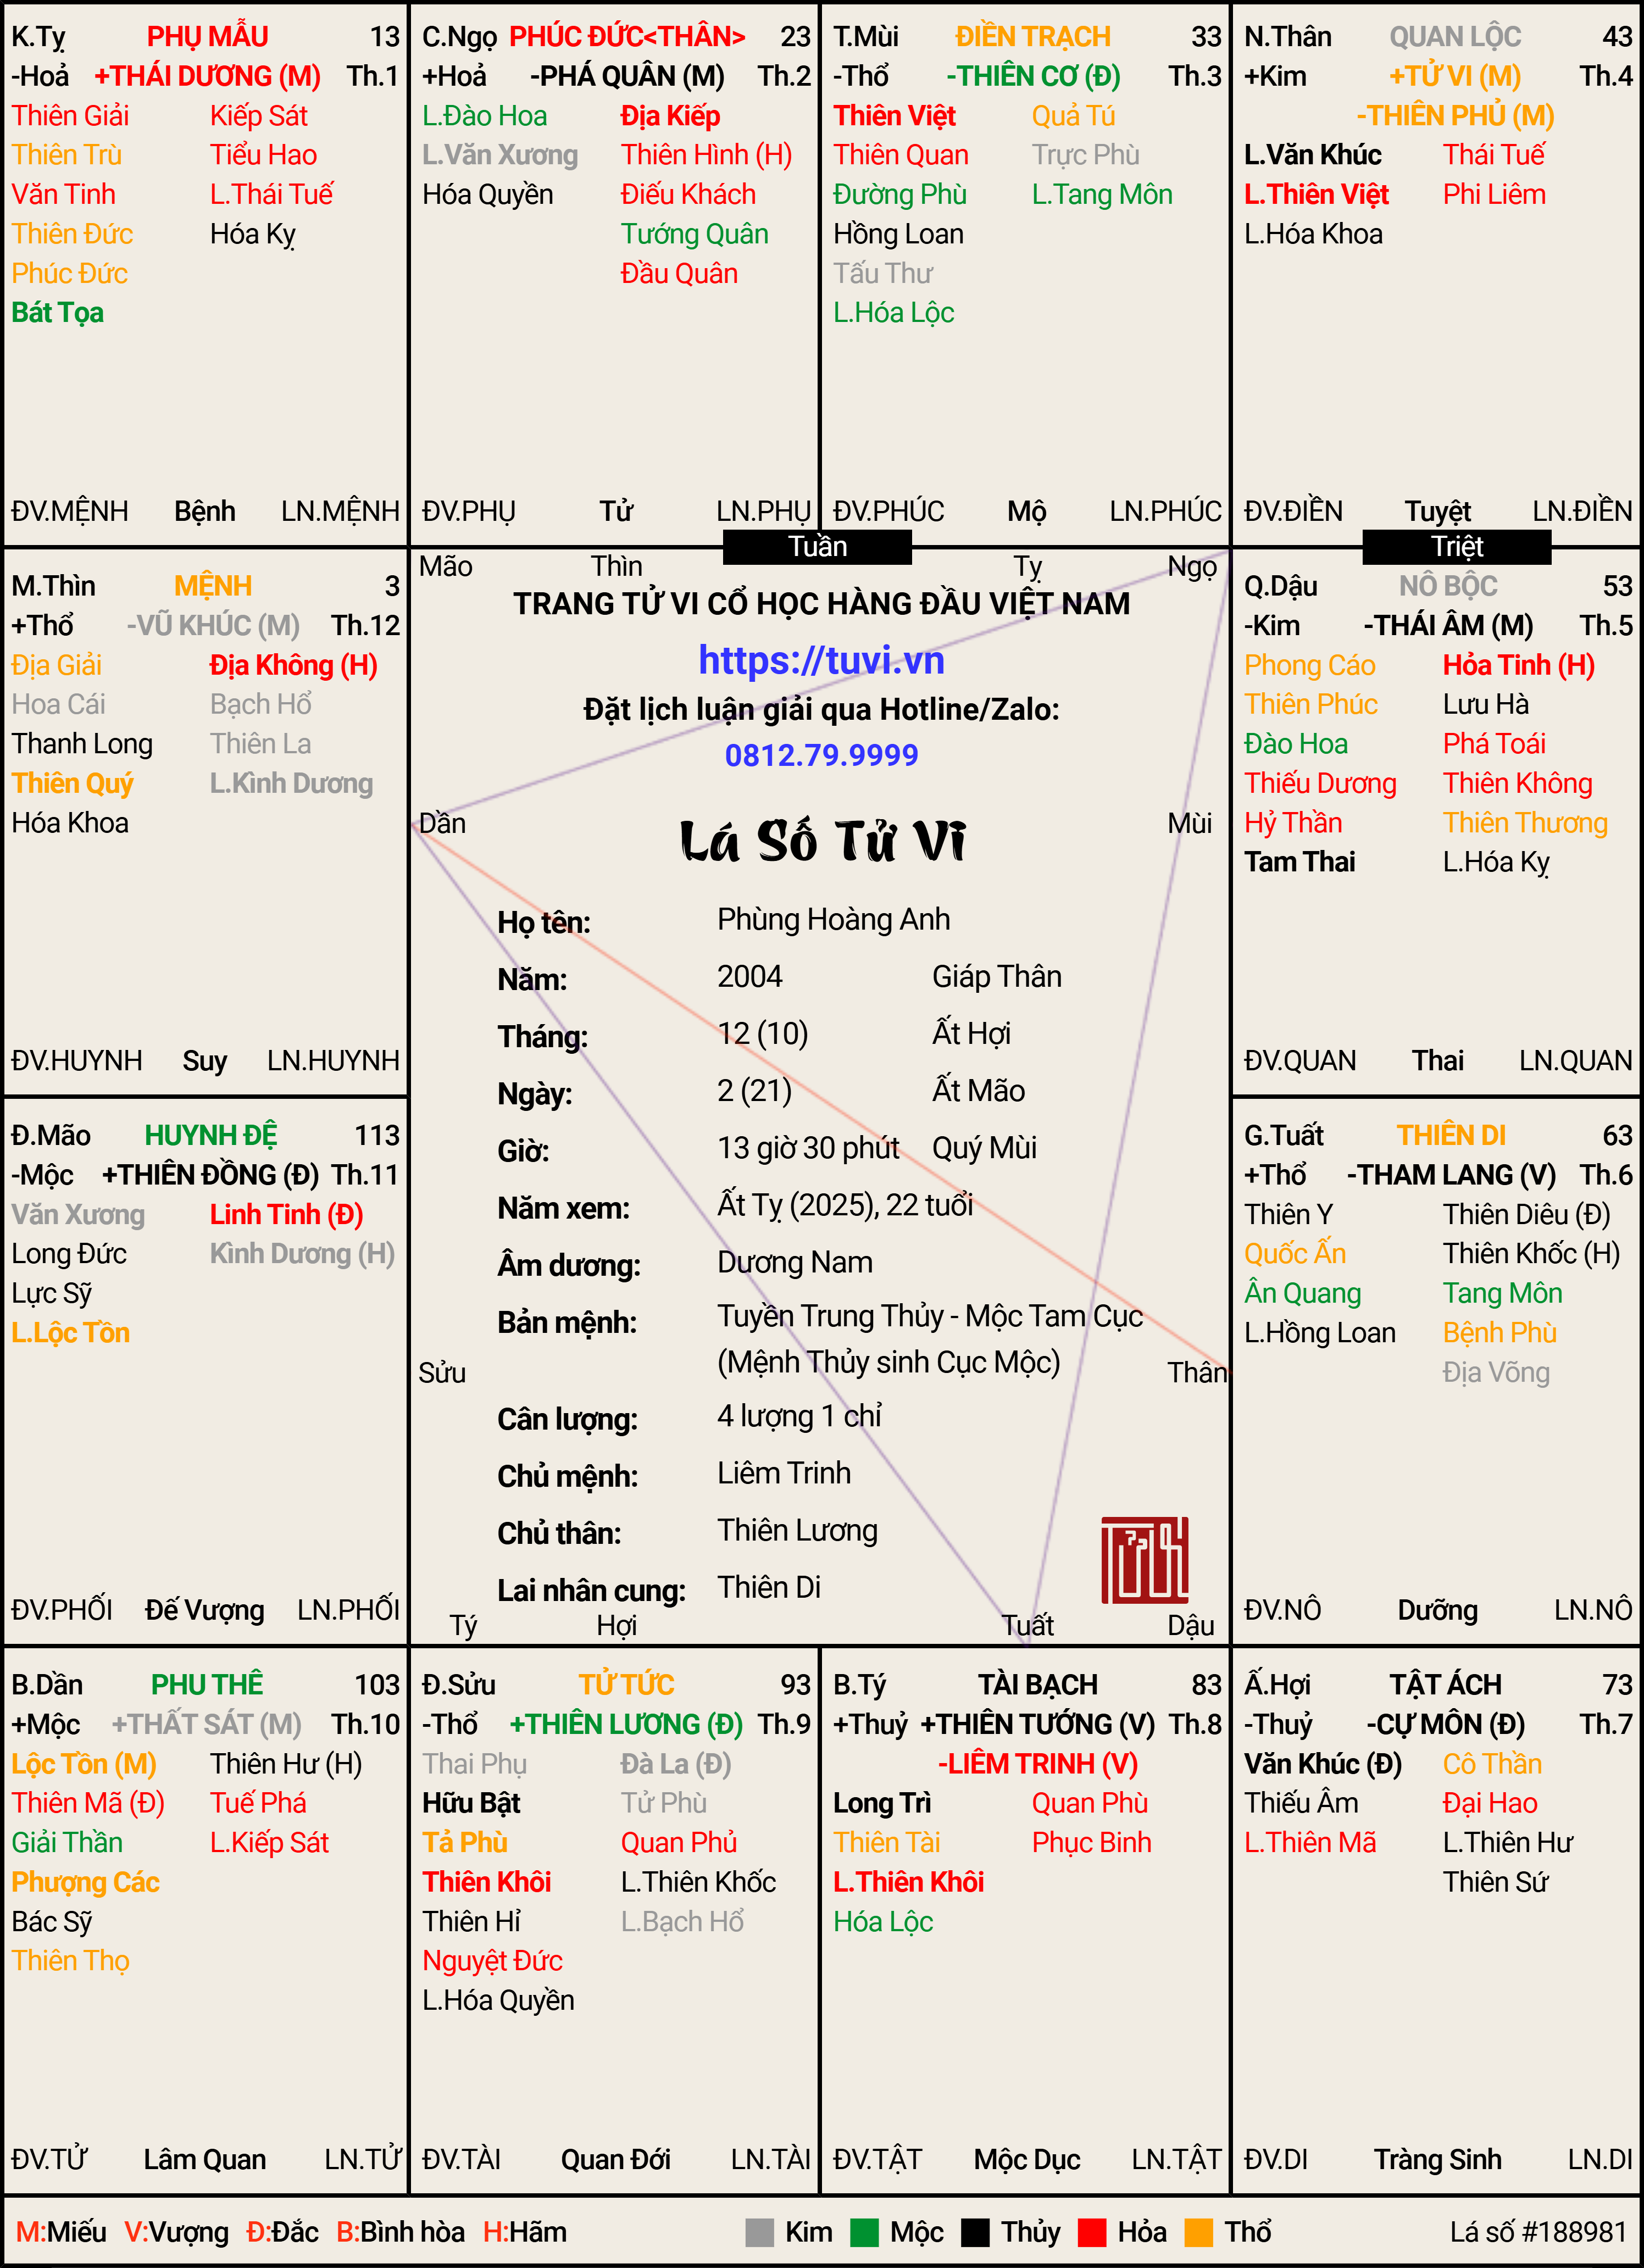 K.Tỵ PHỤ MẪU 13
-Hoả +THÁI DƯƠNG (M) Th.1
Thiên Giải Kiếp Sát
Thiên Trù Tiểu Hao
Văn Tinh L.Thái Tuế
Thiên Đức Hóa Kỵ
Phúc Đức
Bát Tọa
ĐV.MỆNH Bệnh LN.MỆNH
C.Ngọ PHÚC ĐỨC<THÂN> 23
+Hoả -PHÁ QUÂN (M) Th.2
L.Đào Hoa Địa Kiếp
L.Văn Xương Thiên Hình (H)
Hóa Quyền Điếu Khách
Tướng Quân
Đầu Quân
ĐV.PHỤ Tử LN.PHỤ
T.Mùi ĐIỀN TRẠCH 33
-Thổ -THIÊN CƠ (Đ) Th.3
Thiên Việt Quả Tú
Thiên Quan Trực Phù
Đường Phù L.Tang Môn
Hồng Loan
Tấu Thư
L.Hóa Lộc
ĐV.PHÚC Mộ LN.PHÚC
N.Thân QUAN LỘC 43
+Kim +TỬ VI (M) Th.4
-THIÊN PHỦ (M)
L.Văn Khúc Thái Tuế
L.Thiên Việt Phi Liêm
L.Hóa Khoa
ĐV.ĐIỀN Tuyệt LN.ĐIỀN
Tuần
Triệt
M.Thìn MỆNH 3
+Thổ -VŨ KHÚC (M) Th.12
Địa Giải Địa Không (H)
Hoa Cái Bạch Hổ
Thanh Long Thiên La
Thiên Quý L.Kình Dương
Hóa Khoa
ĐV.HUYNH Suy LN.HUYNH
Mão Thìn Tỵ Ngọ
TRANG TỬ VI CỔ HỌC HÀNG ĐẦU VIỆT NAM
https://tuvi.vn
Đặt lịch luận giải qua Hotline/Zalo:
0812.79.9999
Dần Mùi
Lá Số Tử Vi
Họ tên: Phùng Hoàng Anh
Năm: 2004 Giáp Thân
Tháng: 12 (10) Ất Hợi
Ngày: 2 (21) Ất Mão
Giờ: 13 giờ 30 phút Quý Mùi
Năm xem: Ất Tỵ (2025), 22 tuổi
Âm dương: Dương Nam
Bản mệnh: Tuyền Trung Thủy - Mộc Tam Cục
(Mệnh Thủy sinh Cục Mộc)
Sửu Thân
Cân lượng: 4 lượng 1 chỉ
Chủ mệnh: Liêm Trinh
Chủ thân: Thiên Lương
Lai nhân cung: Thiên Di
Tý Hợi Tuất Dậu
Q.Dậu NÔ BỘC 53
-Kim -THÁI ÂM (M) Th.5
Phong Cáo Hỏa Tinh (H)
Thiên Phúc Lưu Hà
Đào Hoa Phá Toái
Thiếu Dương Thiên Không
Hỷ Thần Thiên Thương
Tam Thai L.Hóa Kỵ
ĐV.QUAN Thai LN.QUAN
Đ.Mão HUYNH ĐỆ 113
-Mộc +THIÊN ĐỒNG (Đ) Th.11
Văn Xương Linh Tinh (Đ)
Long Đức Kình Dương (H)
Lực Sỹ
L.Lộc Tồn
ĐV.PHỐI Đế Vượng LN.PHỐI
G.Tuất THIÊN DI 63
+Thổ -THAM LANG (V) Th.6
Thiên Y Thiên Diêu (Đ)
Quốc Ấn Thiên Khốc (H)
Ân Quang Tang Môn
L.Hồng Loan Bệnh Phù
Địa Võng
ĐV.NÔ Dưỡng LN.NÔ
B.Dần PHU THÊ 103
+Mộc +THẤT SÁT (M) Th.10
Lộc Tồn (M) Thiên Hư (H)
Thiên Mã (Đ) Tuế Phá
Giải Thần L.Kiếp Sát
Phượng Các
Bác Sỹ
Thiên Thọ
ĐV.TỬ Lâm Quan LN.TỬ
Đ.Sửu TỬ TỨC 93
-Thổ +THIÊN LƯƠNG (Đ) Th.9
Thai Phụ Đà La (Đ)
Hữu Bật Tử Phù
Tả Phù Quan Phủ
Thiên Khôi L.Thiên Khốc
Thiên Hỉ L.Bạch Hổ
Nguyệt Đức
L.Hóa Quyền
ĐV.TÀI Quan Đới LN.TÀI
B.Tý TÀI BẠCH 83
+Thuỷ +THIÊN TƯỚNG (V) Th.8
-LIÊM TRINH (V)
Long Trì Quan Phù
Thiên Tài Phục Binh
L.Thiên Khôi
Hóa Lộc
ĐV.TẬT Mộc Dục LN.TẬT
Ấ.Hợi TẬT ÁCH 73
-Thuỷ -CỰ MÔN (Đ) Th.7
Văn Khúc (Đ) Cô Thần
Thiếu Âm Đại Hao
L.Thiên Mã L.Thiên Hư
Thiên Sứ
ĐV.DI Tràng Sinh LN.DI
M:Miếu V:Vượng Đ:Đắc B:Bình hòa H:Hãm Kim Mộc Thủy Hỏa Thổ Lá số #188981